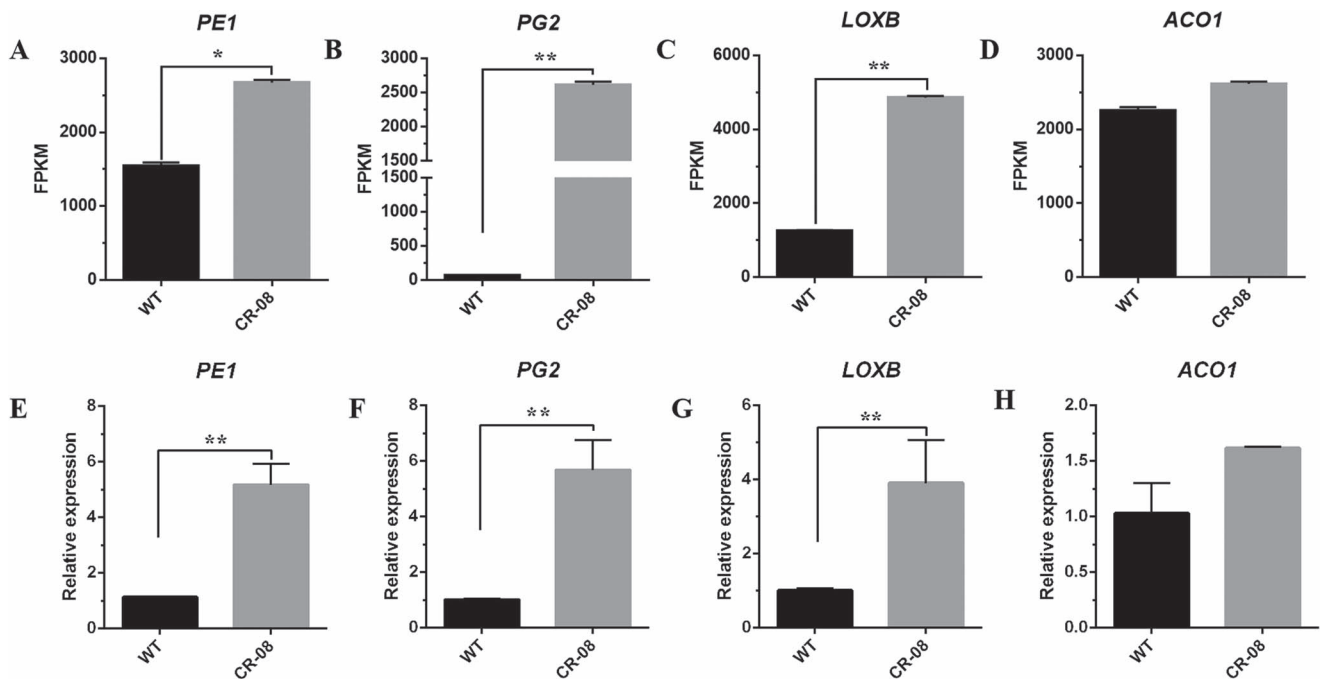 PE1
PG2
LOXB
ACO1
A
B
C
D
*
**
**
FPKM
3000
2000
1000
0
WT
CR-08
FPKM
3000
2500
2000
1500
1500
1000
500
0
WT
CR-08
FPKM
6000
4000
2000
0
WT
CR-08
FPKM
3000
2000
1000
0
WT
CR-08
PE1
PG2
LOXB
ACO1
E
F
G
H
**
**
**
Relative expression
8
6
4
2
0
WT
CR-08
Relative expression
8
6
4
2
0
WT
CR-08
Relative expression
6
4
2
0
WT
CR-08
Relative expression
2.0
1.5
1.0
0.5
0.0
WT
CR-08